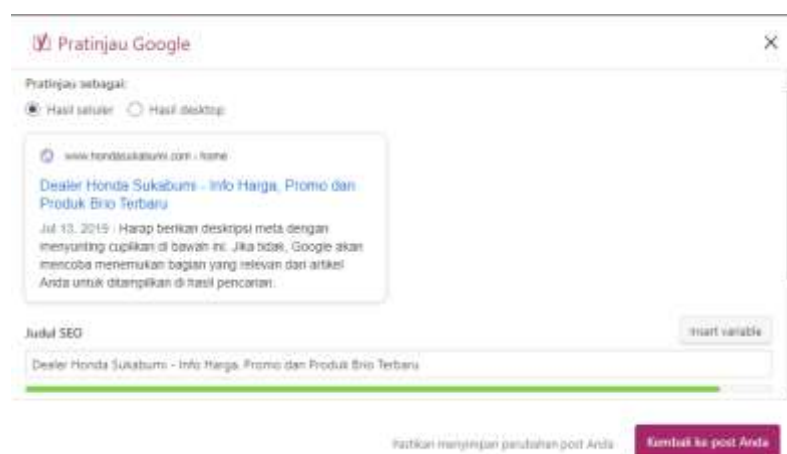 Pratinjau Google
Pratinjau sebagai:
Hasil seluler Hasil desktop
www.hondasukabumi.com › home
Dealer Honda Sukabumi - Info Harga, Promo dan
Produk Brio Terbaru
Jul 13, 2019 · Harap berikan deskripsi meta dengan
menyunting cuplikan di bawah ini. Jika tidak, Google akan
mencoba menemukan bagian yang relevan dari artikel
Anda untuk ditampilkan di hasil pencarian.
Judul SEO
Insert variable
Dealer Honda Sukabumi - Info Harga, Promo dan Produk Brio Terbaru
Pastikan menyimpan perubahan post Anda
Kembali ke post Anda